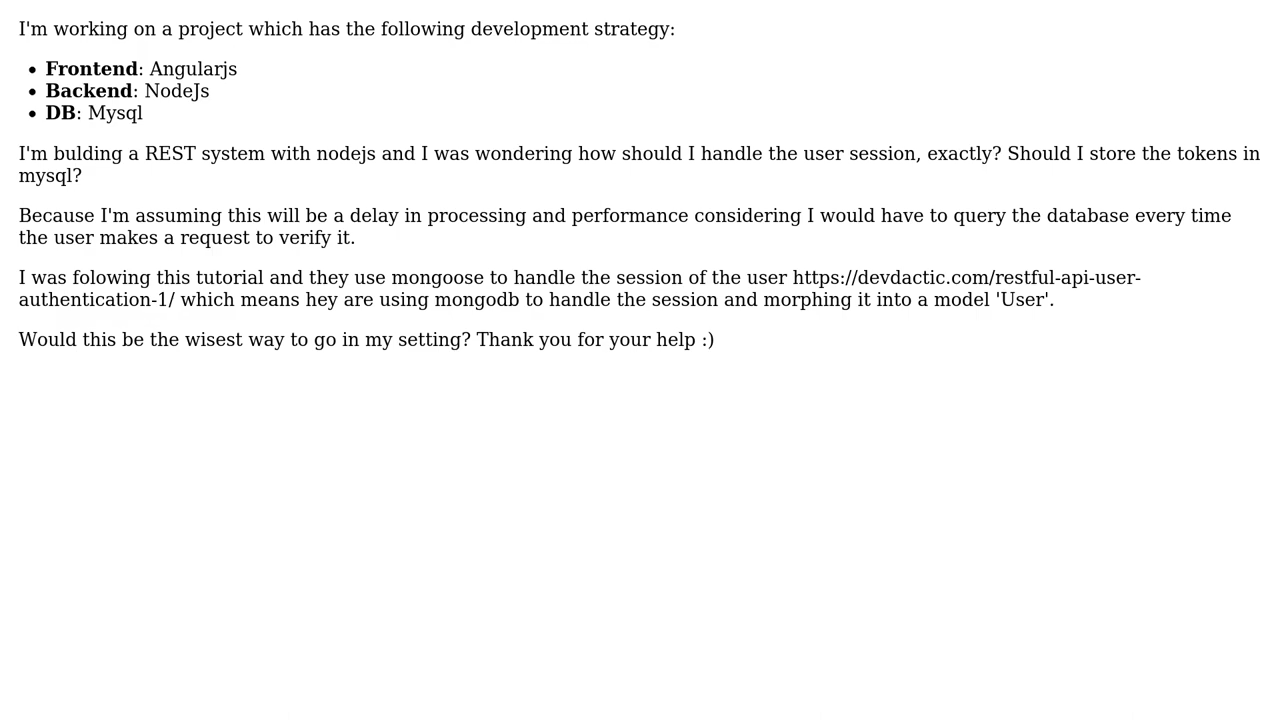 I'm working on a project which has the following development strategy:
• Frontend: Angularjs
• Backend: NodeJs
• DB: Mysql
I'm bulding a REST system with nodejs and I was wondering how should I handle the user session, exactly? Should I store the tokens in
mysql?
Because I'm assuming this will be a delay in processing and performance considering I would have to query the database every time
the user makes a request to verify it.
I was folowing this tutorial and they use mongoose to handle the session of the user https://devdactic.com/restful-api-user-
authentication-1/ which means hey are using mongodb to handle the session and morphing it into a model 'User'.
Would this be the wisest way to go in my setting? Thank you for your help :)